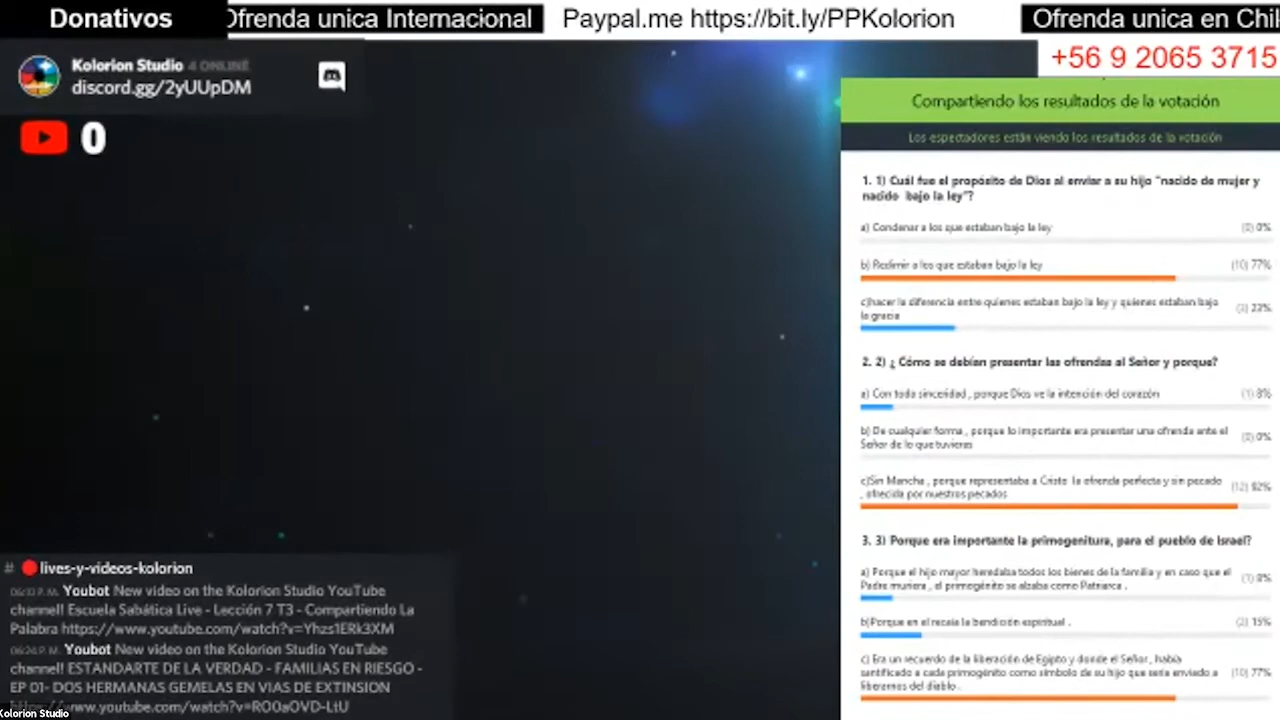 Donativos
Ofrenda unica Internacional
Paypal.me https://bit.ly/PPKolorion
Ofrenda unica en Chil
+56 9 2065 3715
Kolorion Studio 4 ONLINE
discord.gg/2yUUpDM
0
Compartiendo los resultados de la votación
Los espectadores están viendo los resultados de la votación
1. 1) Cuál fue el propósito de Dios al enviar a su hijo "nacido de mujer y
nacido bajo la ley"?
a) Condenar a los que estaban bajo la ley (0) 0%
b) Redimir a los que estaban bajo la ley (10) 77%
c)hacer la diferencia entre quienes estaban bajo la ley y quienes estaban bajo
la gracia (3) 23%
2. 2) ¿ Cómo se debían presentar las ofrendas al Señor y porque?
a) Con toda sinceridad , porque Dios ve la intención del corazón (1) 8%
b) De cualquier forma , porque lo importante era presentar una ofrenda ante el
Señor de lo que tuvieras (0) 0%
c)Sin Mancha , porque representaba a Cristo la ofrenda perfecta y sin pecado
, ofrecida por nuestros pecados (12) 92%
3. 3) Porque era importante la primogenitura, para el pueblo de Israel?
a) Porque el hijo mayor heredaba todos los bienes de la familia y en caso que el
Padre muriera , el primogénito se alzaba como Patriarca . (1) 8%
b)Porque en el recaía la bendición espiritual . (2) 15%
c) Era un recuerdo de la liberación de Egipto y donde el Señor , había
santificado a cada primogénito como símbolo de su hijo que sería enviado a
liberarnos del diablo . (10) 77%
# lives-y-videos-kolorion
Youbot New video on the Kolorion Studio YouTube
channel! Escuela Sabática Live - Lección 7 T3 - Compartiendo La
Palabra https://www.youtube.com/watch?v=Yhzs1ERk3XM
06:24 P. M. Youbot New video on the Kolorion Studio YouTube
channel! ESTANDARTE DE LA VERDAD - FAMILIAS EN RIESGO -
EP 01- DOS HERMANAS GEMELAS EN VIAS DE EXTINSION
https://www.youtube.com/watch?v=RO0aOVD-LtU
Kolorion Studio